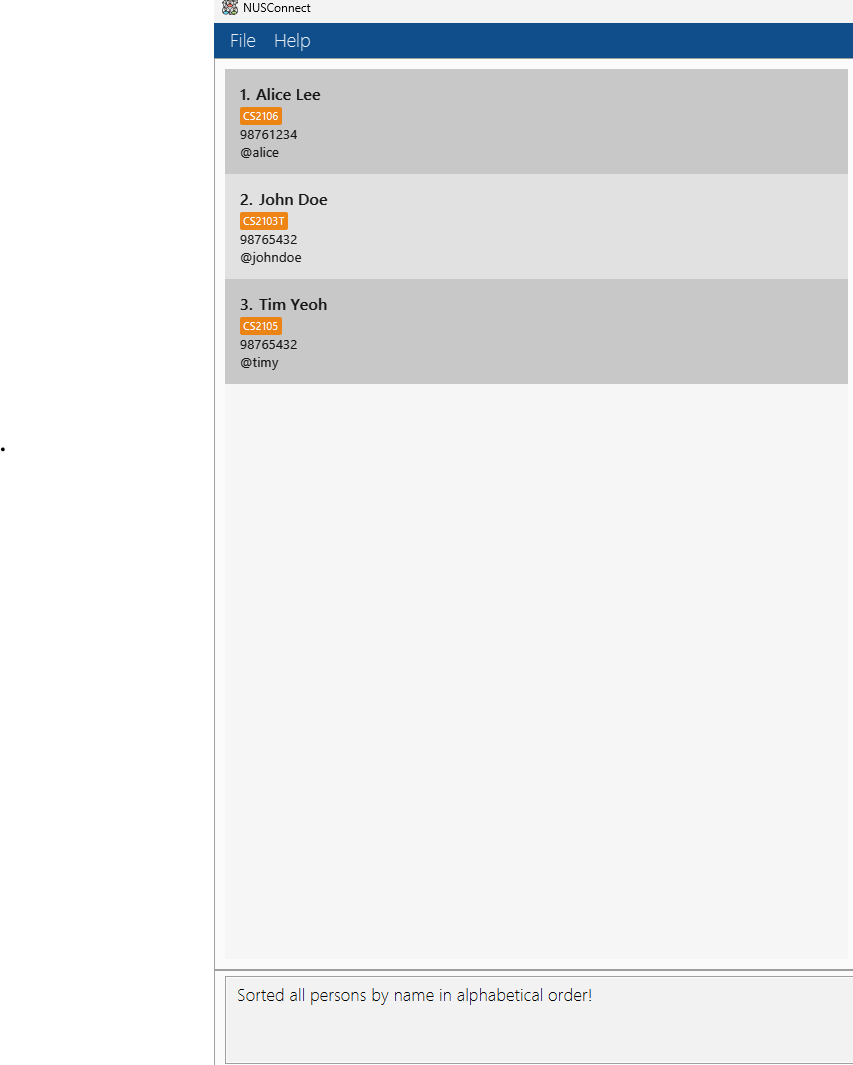 NUSConnect
File Help
1. Alice Lee
CS2106
98761234
@alice
2. John Doe
CS2103T
98765432
@johndoe
3. Tim Yeoh
CS2105
98765432
@timy
.
Sorted all persons by name in alphabetical order!